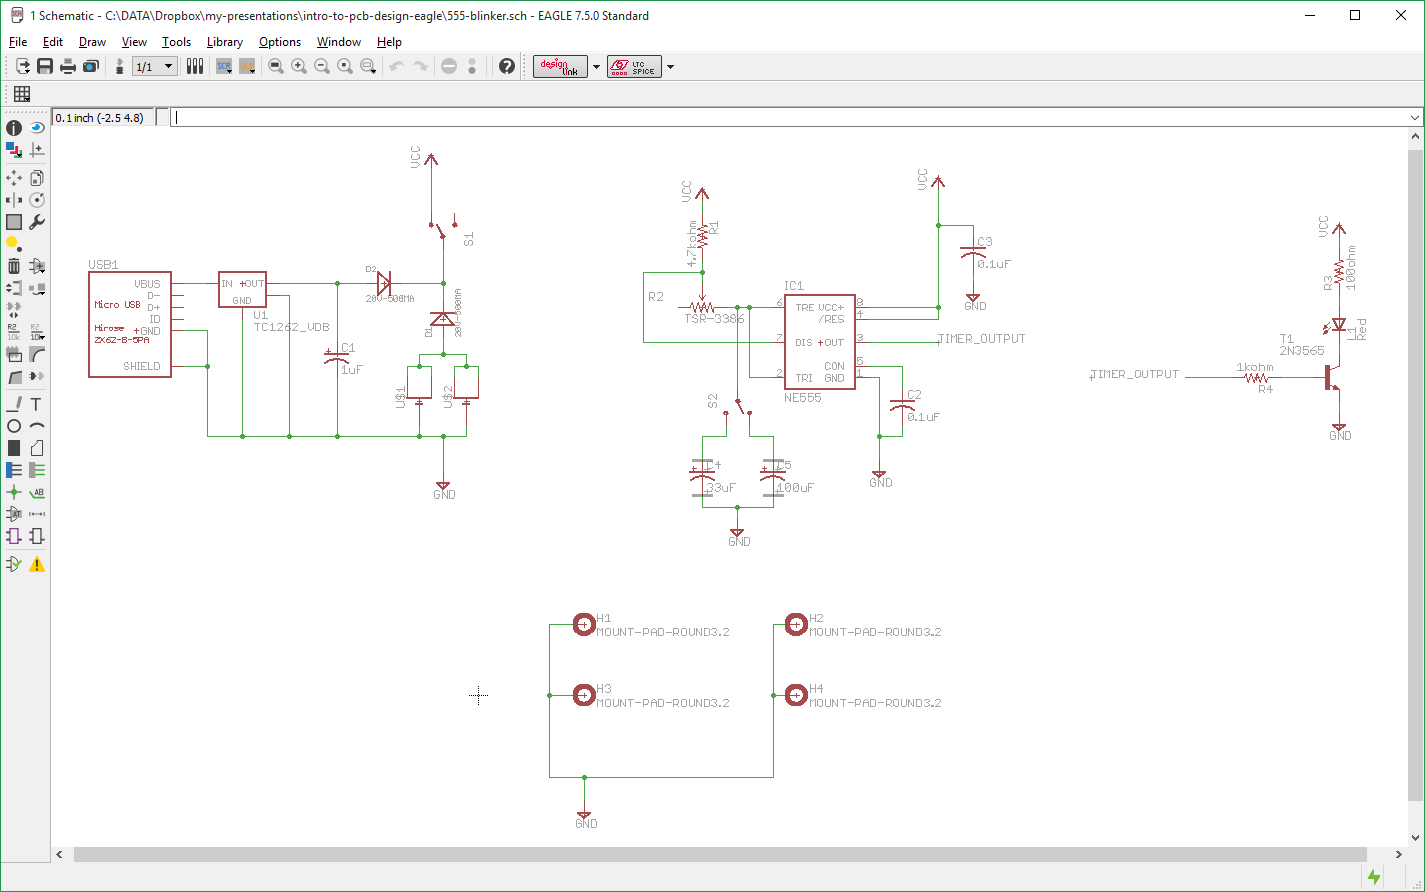 1 Schematic - C:\DATA\Dropbox\my-presentations\intro-to-pcb-design-eagle\555-blinker.sch - EAGLE 7.5.0 Standard
File Edit Draw View Tools Library Options Window Help
1/1 SCR design link LTC SPICE
0.1 inch (-2.5 4.8)
VCC
S1
USB1
VBUS
D-
D+
ID
GND
SHIELD
Micro USB
Hirose
ZX62-B-5PA
IN OUT
GND
U1
TC1262_VDB
D2
20V-500MA
D1
20V-500MA
C1
1uF
U$1
U$2
GND
VCC
R1
4.7kohm
R2
TSR-3386
IC1
6 TRE VCC+ 8
/RES 4
7 DIS OUT 3
CON 5
2 TRI GND 1
NE555
TIMER_OUTPUT
VCC
C3
0.1uF
GND
C2
0.1uF
GND
S2
C4
33uF
C5
100uF
GND
VCC
R3
100ohm
L1
Red
T1
2N3565
TIMER_OUTPUT
1kohm
R4
GND
H1
MOUNT-PAD-ROUND3.2
H2
MOUNT-PAD-ROUND3.2
H3
MOUNT-PAD-ROUND3.2
H4
MOUNT-PAD-ROUND3.2
GND
R2
10k
R2
10k
T
AB